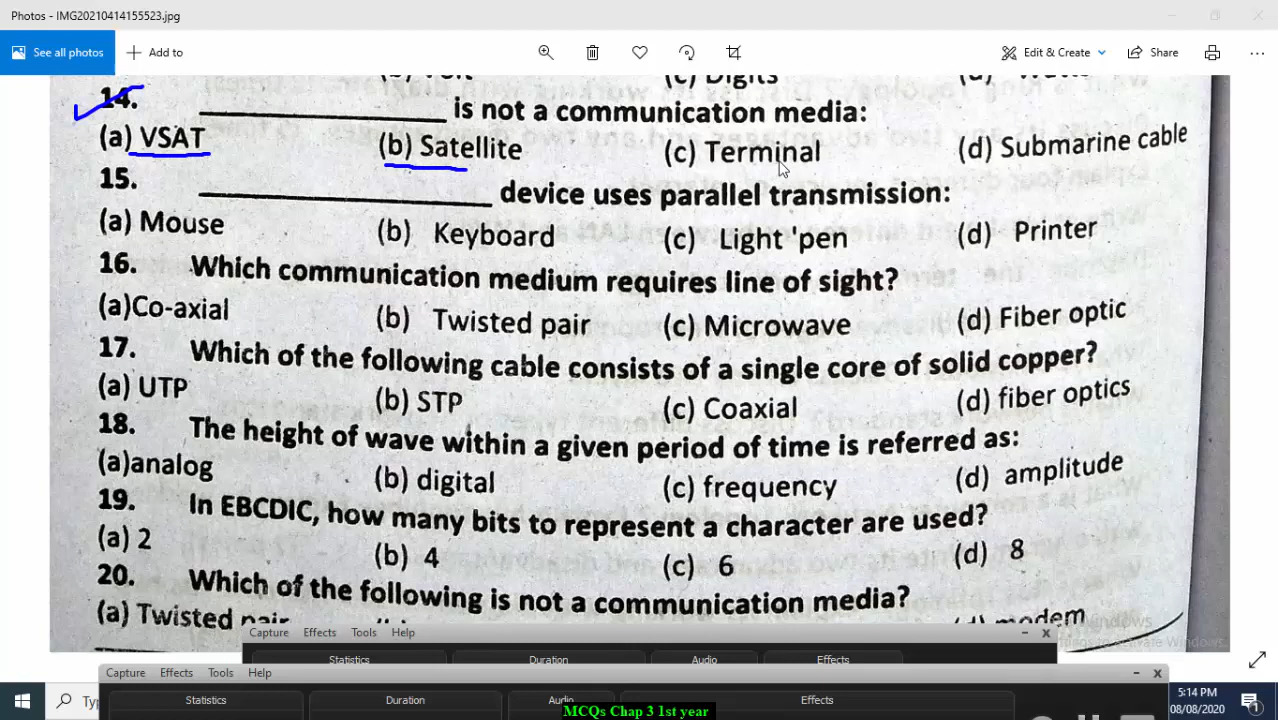 Photos - IMG20210414155523.jpg
See all photos
Add to
Edit & Create
Share
(c) Digits
14. ______ is not a communication media:
(a) VSAT (b) Satellite (c) Terminal (d) Submarine cable
15. ______ device uses parallel transmission:
(a) Mouse (b) Keyboard (c) Light 'pen (d) Printer
16. Which communication medium requires line of sight?
(a)Co-axial (b) Twisted pair (c) Microwave (d) Fiber optic
17. Which of the following cable consists of a single core of solid copper?
(a) UTP (b) STP (c) Coaxial (d) fiber optics
18. The height of wave within a given period of time is referred as:
(a)analog (b) digital (c) frequency (d) amplitude
19. In EBCDIC, how many bits to represent a character are used?
(a) 2 (b) 4 (c) 6 (d) 8
20. Which of the following is not a communication media?
(a) Twisted pair (d) modem
Capture Effects Tools Help
Statistics Duration Audio Effects
Capture Effects Tools Help
Statistics Duration Audio Effects
MCQs Chap 3 1st year
5:14 PM
08/08/2020